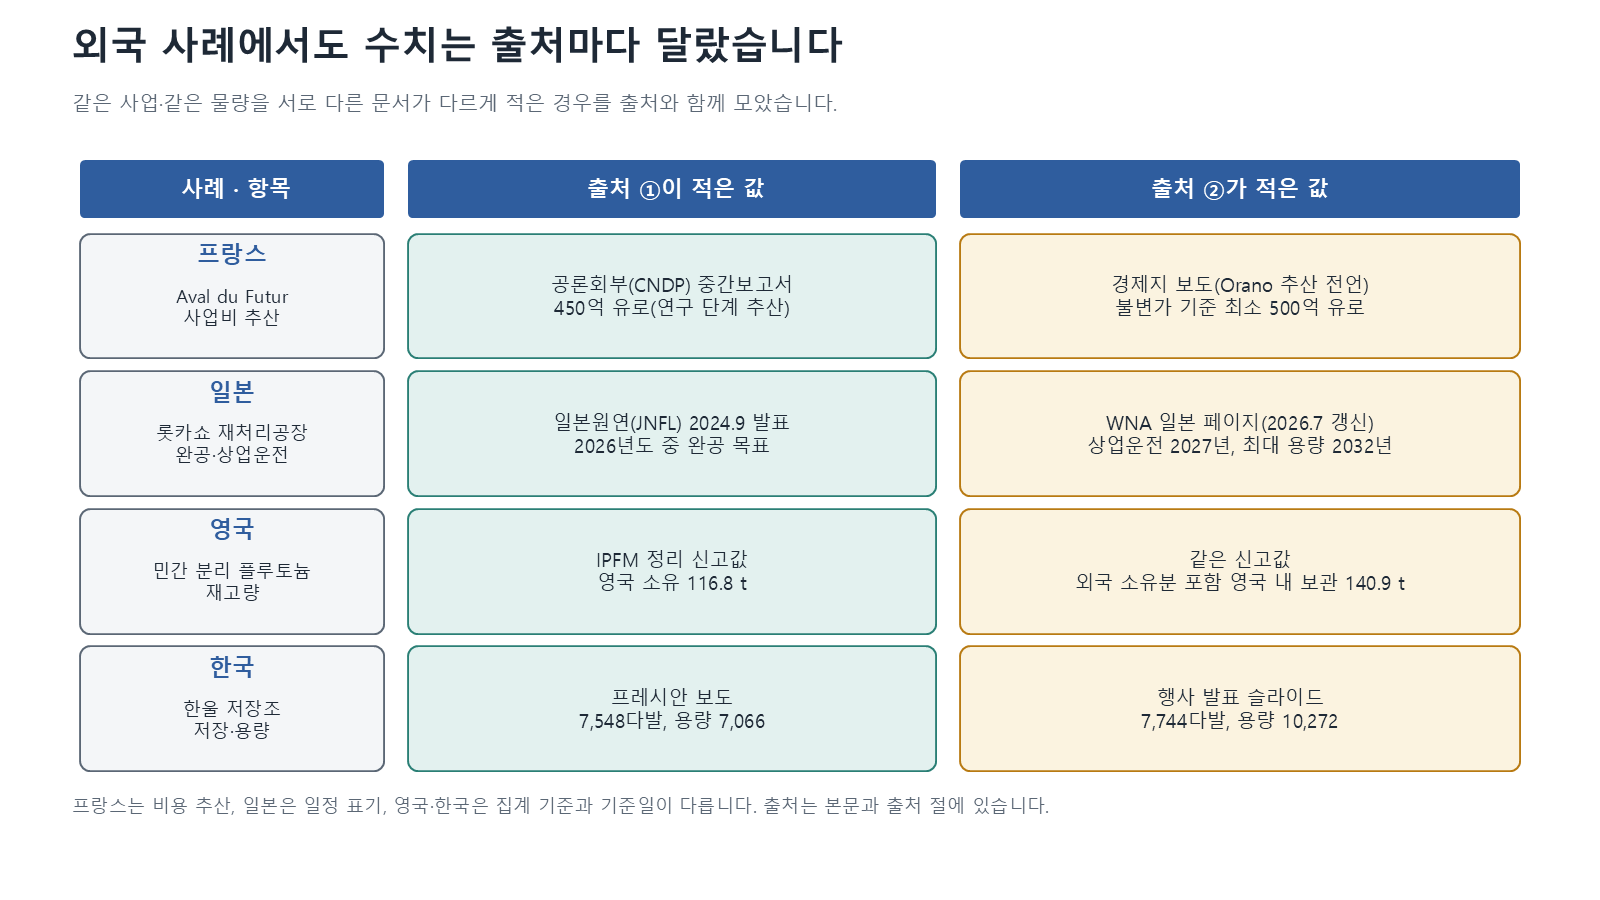 외국 사례에서도 수치는 출처마다 달랐습니다
같은 사업·같은 물량을 서로 다른 문서가 다르게 적은 경우를 출처와 함께 모았습니다.
사례 · 항목
출처 ①이 적은 값
출처 ②가 적은 값
프랑스
Aval du Futur
사업비 추산
공론회부(CNDP) 중간보고서
450억 유로(연구 단계 추산)
경제지 보도(Orano 추산 전언)
불변가 기준 최소 500억 유로
일본
롯카쇼 재처리공장
완공·상업운전
일본원연(JNFL) 2024.9 발표
2026년도 중 완공 목표
WNA 일본 페이지(2026.7 갱신)
상업운전 2027년, 최대 용량 2032년
영국
민간 분리 플루토늄
재고량
IPFM 정리 신고값
영국 소유 116.8 t
같은 신고값
외국 소유분 포함 영국 내 보관 140.9 t
한국
한울 저장조
저장·용량
프레시안 보도
7,548다발, 용량 7,066
행사 발표 슬라이드
7,744다발, 용량 10,272
프랑스는 비용 추산, 일본은 일정 표기, 영국·한국은 집계 기준과 기준일이 다릅니다. 출처는 본문과 출처 절에 있습니다.